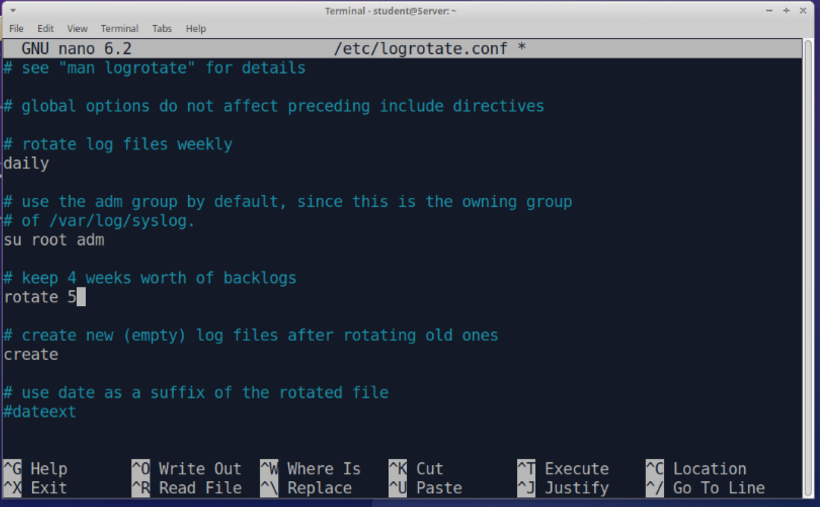 Terminal - student@Server: ~
File Edit View Terminal Tabs Help
GNU nano 6.2 /etc/logrotate.conf *
# see "man logrotate" for details
# global options do not affect preceding include directives
# rotate log files weekly
daily
# use the adm group by default, since this is the owning group
# of /var/log/syslog.
su root adm
# keep 4 weeks worth of backlogs
rotate 5
# create new (empty) log files after rotating old ones
create
# use date as a suffix of the rotated file
#dateext
^G Help ^O Write Out ^W Where Is ^K Cut ^T Execute ^C Location
^X Exit ^R Read File ^\ Replace ^U Paste ^J Justify ^/ Go To Line